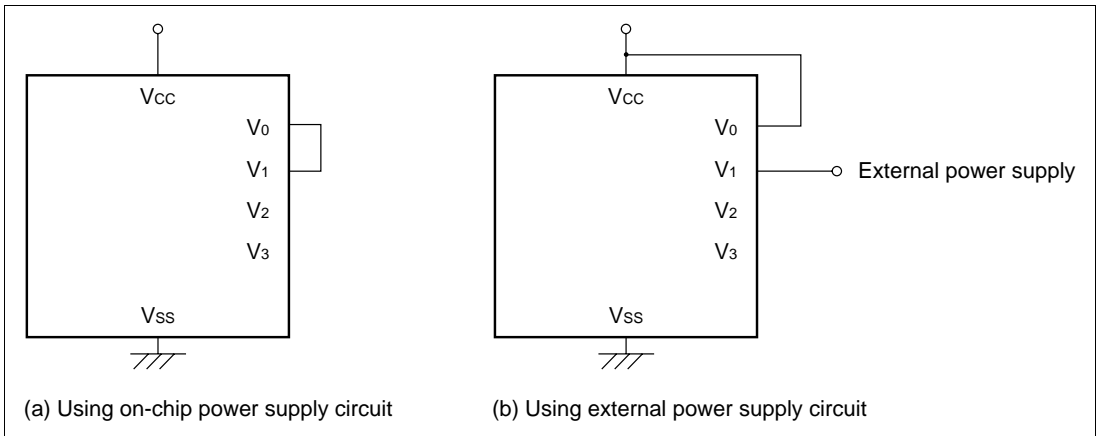 VCC
V0
V1
V2
V3
VSS
(a) Using on-chip power supply circuit
VCC
V0
V1
External power supply
V2
V3
VSS
(b) Using external power supply circuit